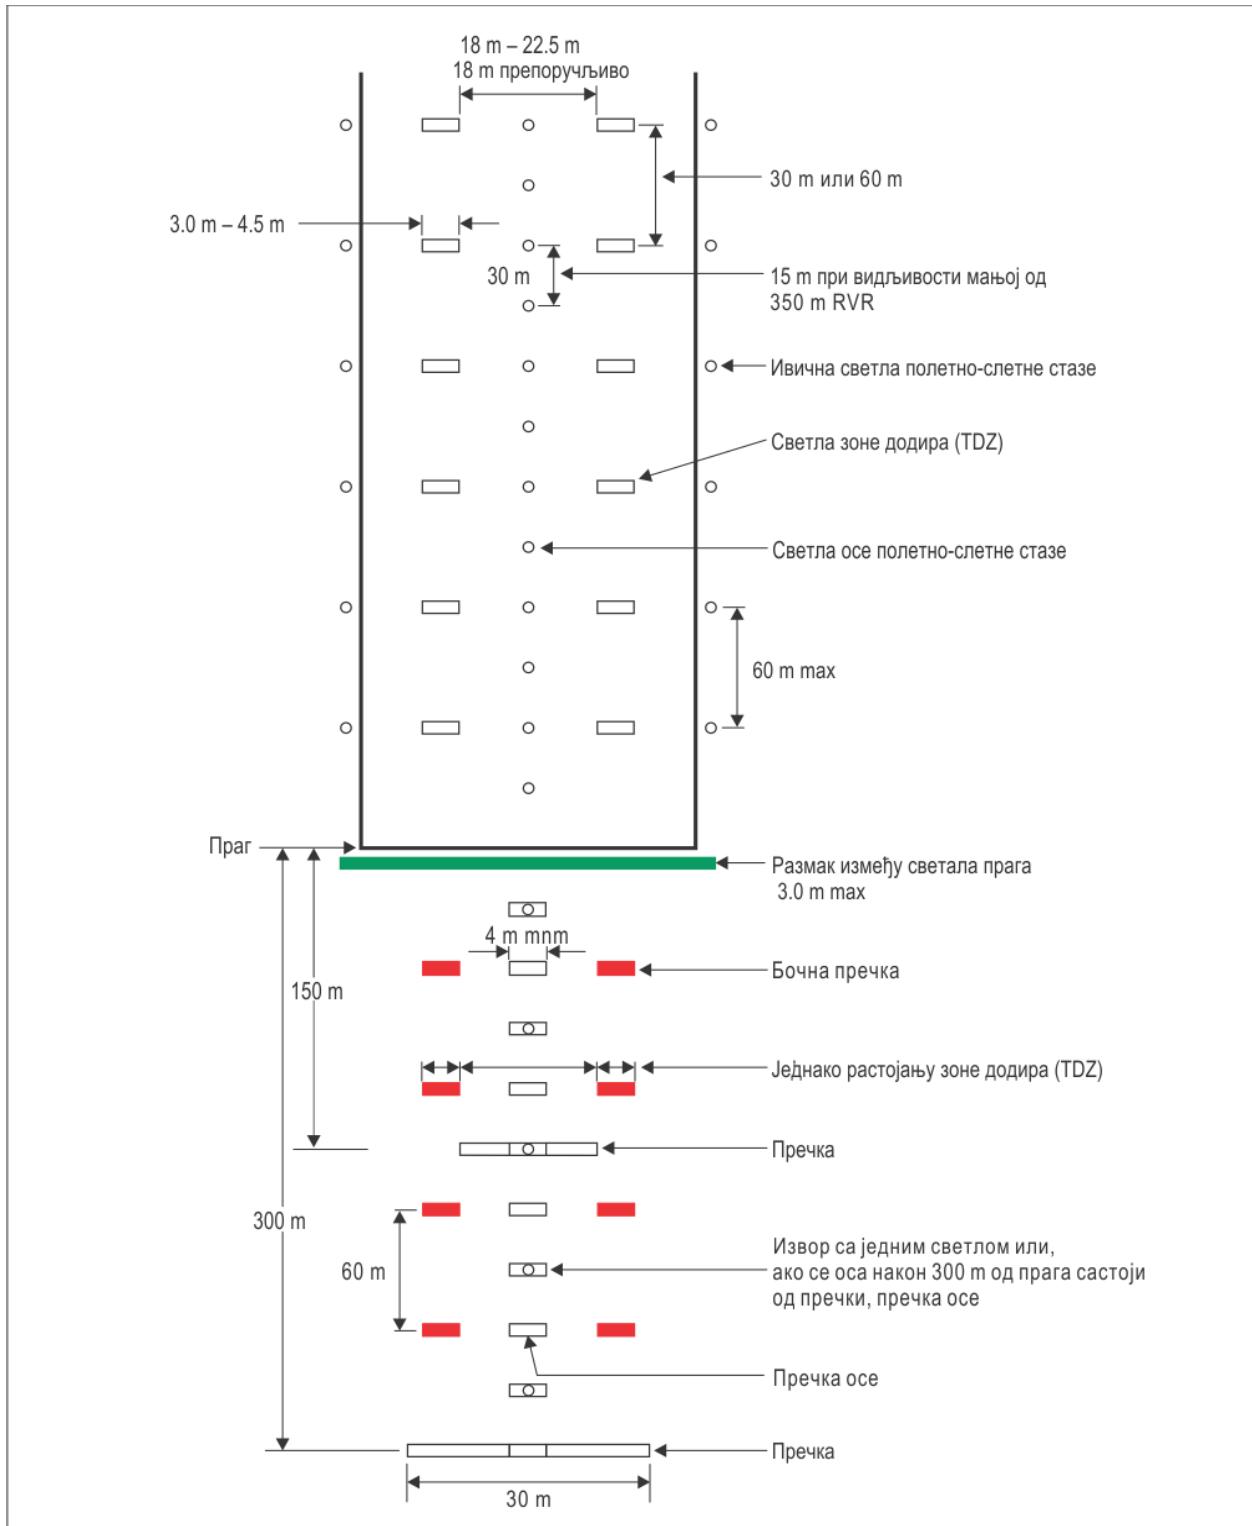 18 m – 22.5 m
18 m препоручљиво
30 m или 60 m
3.0 m – 4.5 m
30 m
15 m при видљивости мањој од
350 m RVR
Ивична светла полетно-слетне стазе
Светла зоне додира (TDZ)
Светла осе полетно-слетне стазе
60 m max
Праг
Размак између светала прага
3.0 m max
4 m mnm
Бочна пречка
150 m
Једнако растојању зоне додира (TDZ)
Пречка
300 m
60 m
Извор са једним светлом или,
ако се оса након 300 m од прага састоји
од пречки, пречка осе
Пречка осе
Пречка
30 m